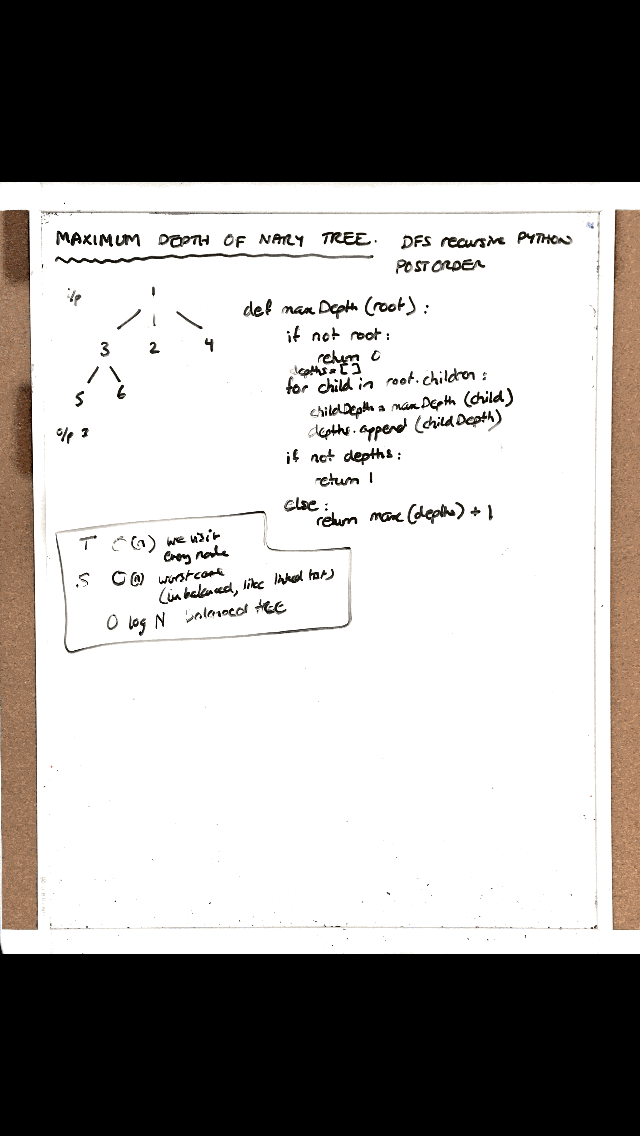 MAXIMUM DEPTH OF NARY TREE. DFS recursive PYTHON
POSTORDER
i/p
1
3 2 4
5 6
o/p 3
def maxDepth (root) :
if not root :
return 0
depths = [ ]
for child in root.children :
childDepth = maxDepth (child)
depths.append (childDepth)
if not depths :
return 1
else :
return max (depths) + 1
T O(n) we visit
every node
S O(n) worst case
(unbalanced, like linked list)
O log N balanced tree